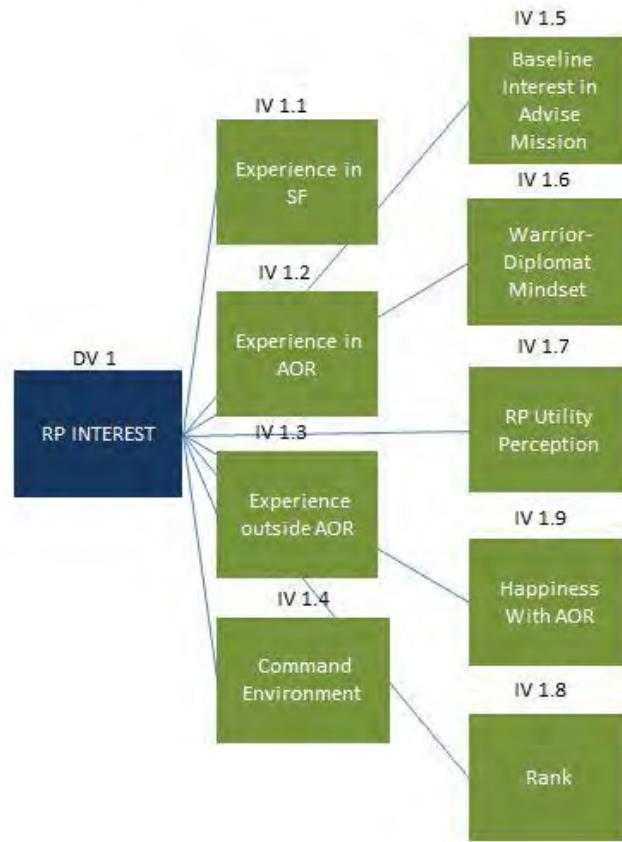 DV 1
RP INTEREST
IV 1.1
Experience in
SF
IV 1.2
Experience in
AOR
IV 1.3
Experience
outside AOR
IV 1.4
Command
Environment
IV 1.5
Baseline
Interest in
Advise
Mission
IV 1.6
Warrior-
Diplomat
Mindset
IV 1.7
RP Utility
Perception
IV 1.9
Happiness
With AOR
IV 1.8
Rank